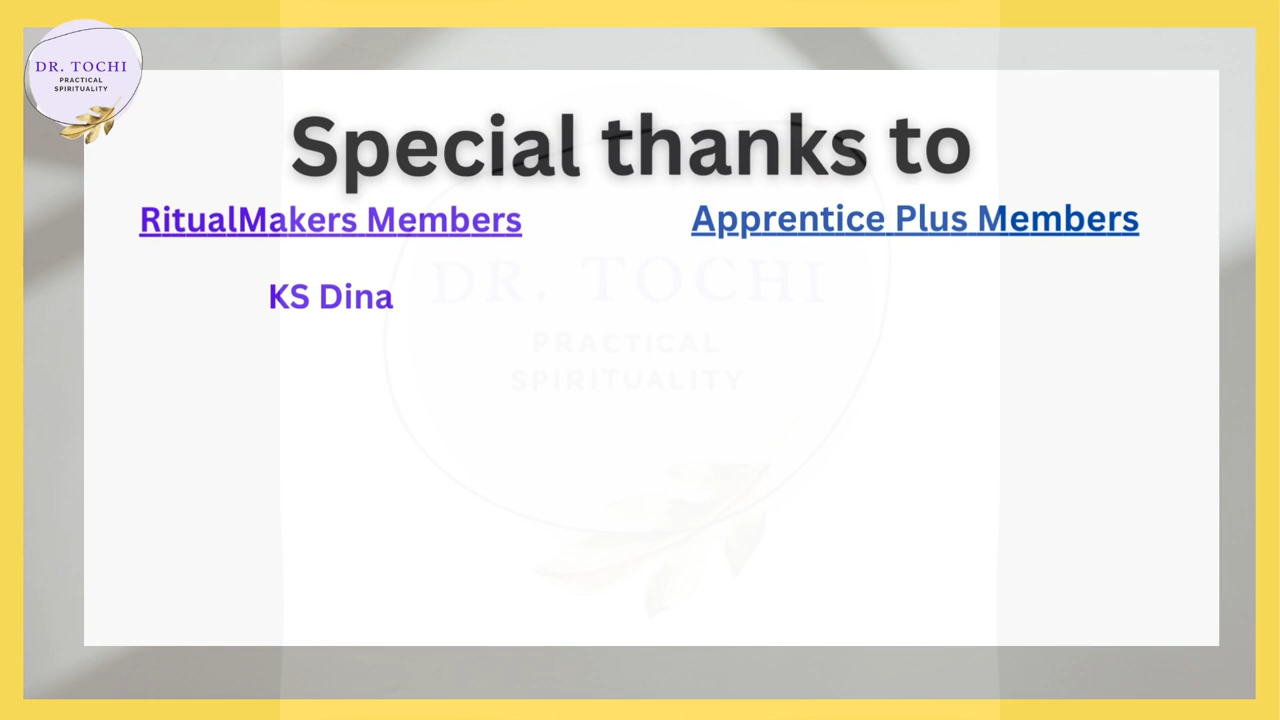 DR. TOCHI
PRACTICAL
SPIRITUALITY
Special thanks to
RitualMakers Members
Apprentice Plus Members
KS Dina
DR. TOCHI
PRACTICAL
SPIRITUALITY